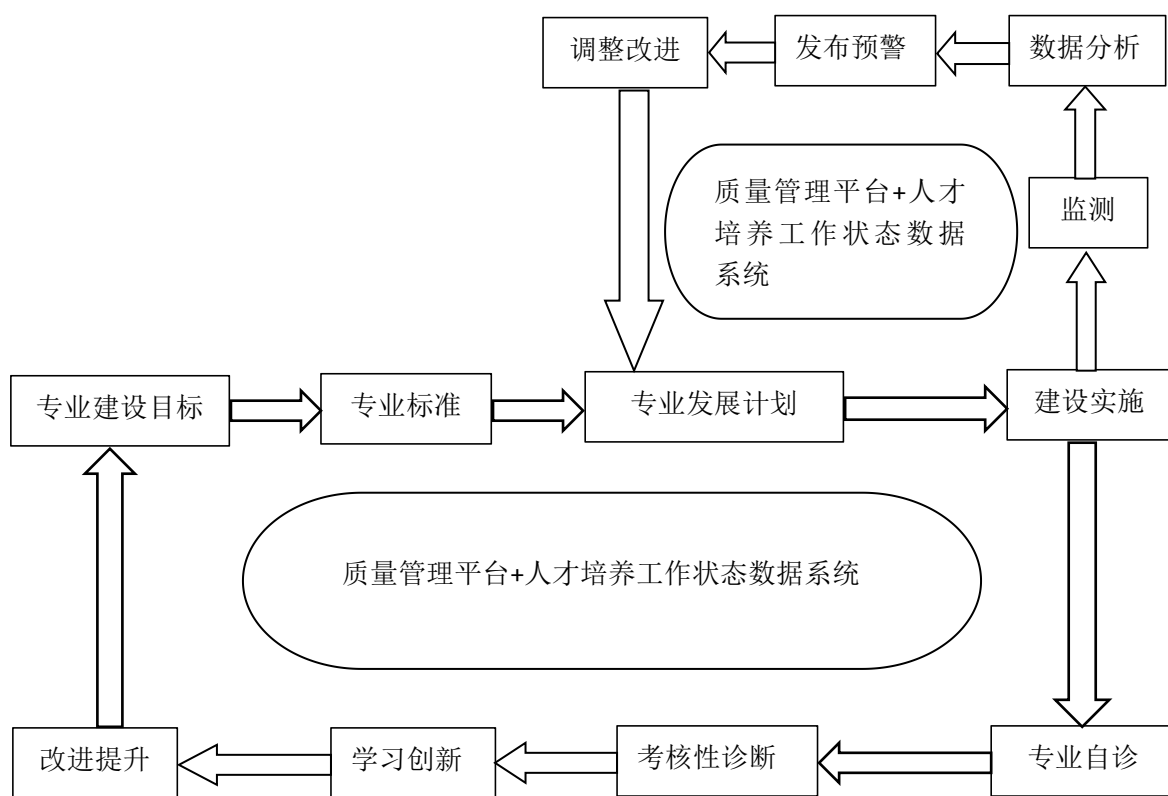 调整改进
发布预警
数据分析
质量管理平台+人才
培养工作状态数据
系统
监测
专业建设目标
专业标准
专业发展计划
建设实施
质量管理平台+人才培养工作状态数据系统
改进提升
学习创新
考核性诊断
专业自诊